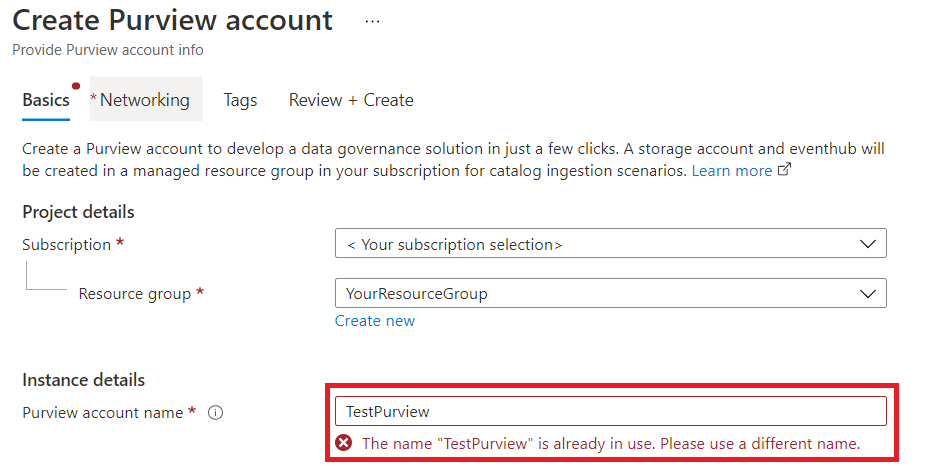 Create Purview account ...
Provide Purview account info
Basics * Networking Tags Review + Create
Create a Purview account to develop a data governance solution in just a few clicks. A storage account and eventhub will
be created in a managed resource group in your subscription for catalog ingestion scenarios. Learn more
Project details
Subscription * < Your subscription selection>
Resource group * YourResourceGroup
Create new
Instance details
Purview account name * TestPurview
The name "TestPurview" is already in use. Please use a different name.